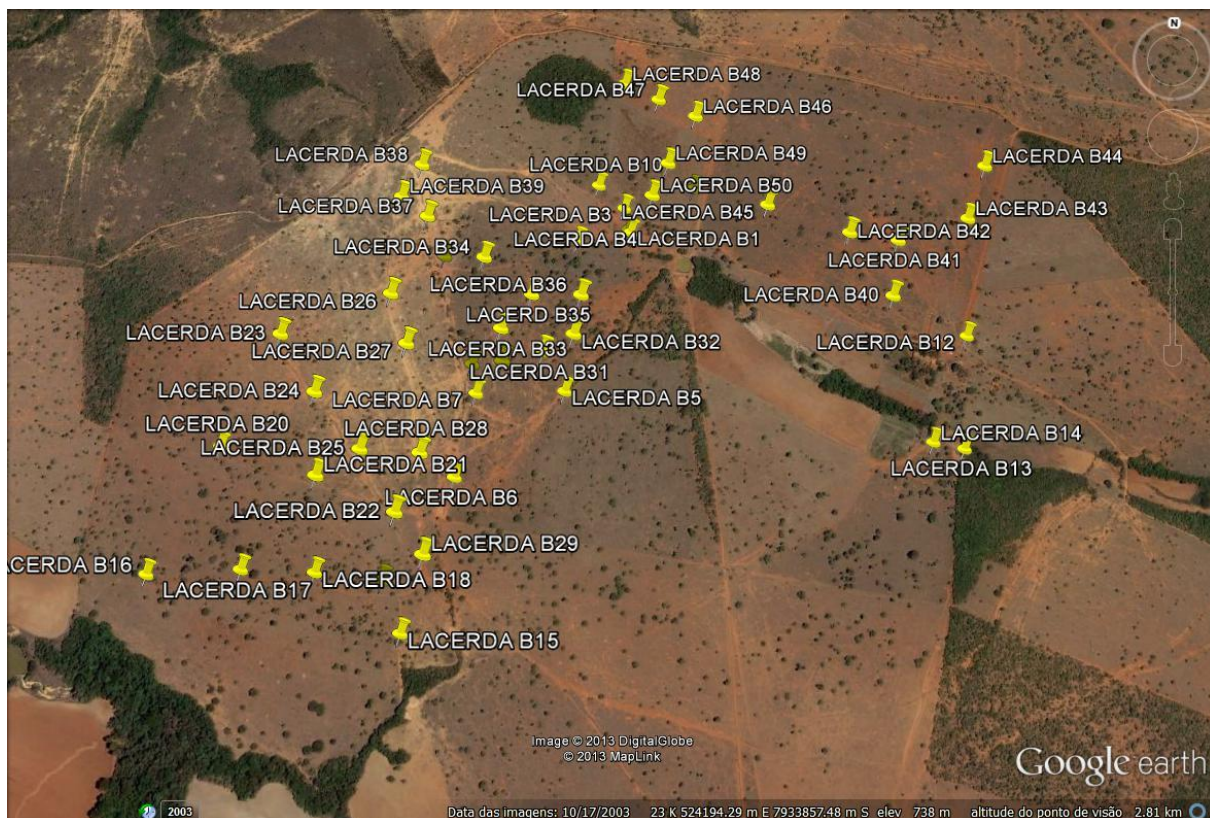 N
LACERDA B48
LACERDA B47
LACERDA B46
LACERDA B38
LACERDA B10
LACERDA B49
LACERDA B44
LACERDA B39
LACERDA B50
LACERDA B37
LACERDA B3
LACERDA B45
LACERDA B43
LACERDA B34
LACERDA B4
LACERDA B1
LACERDA B42
LACERDA B41
LACERDA B26
LACERDA B36
LACERDA B40
LACERDA B23
LACERD B35
LACERDA B27
LACERDA B33
LACERDA B32
LACERDA B12
LACERDA B31
LACERDA B24
LACERDA B7
LACERDA B5
LACERDA B20
LACERDA B28
LACERDA B14
LACERDA B25
LACERDA B21
LACERDA B13
LACERDA B6
LACERDA B22
LACERDA B29
ACERDA B16
LACERDA B17
LACERDA B18
LACERDA B15
Image © 2013 DigitalGlobe
© 2013 MapLink
Google earth
2003
Data das imagens: 10/17/2003 23 K 524194.29 m E 7933857.48 m S elev 738 m altitude do ponto de visão 2.81 km